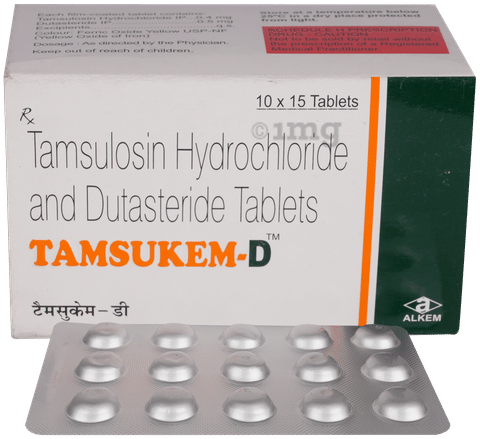 Each film-coated tablet contains:
Tamsulosin Hydrochloride IP 0.4 mg
Dutasteride IP 0.5 mg
Excipients q.s.
Colour: Ferric Oxide Yellow USP-NF
(Yellow Oxide of Iron)
Dosage: As directed by the Physician.
Keep out of reach of children.
Store at a temperature below
25°C in a dry place protected
from light.
SCHEDULE H PRESCRIPTION
DRUG - CAUTION
Not to be sold by retail without
the prescription of a Registered
Medical Practitioner.
10 x 15 Tablets
©1mg
Rx
Tamsulosin Hydrochloride
and Dutasteride Tablets
TAMSUKEM-D™
टैमसुकेम - डी
a
ALKEM